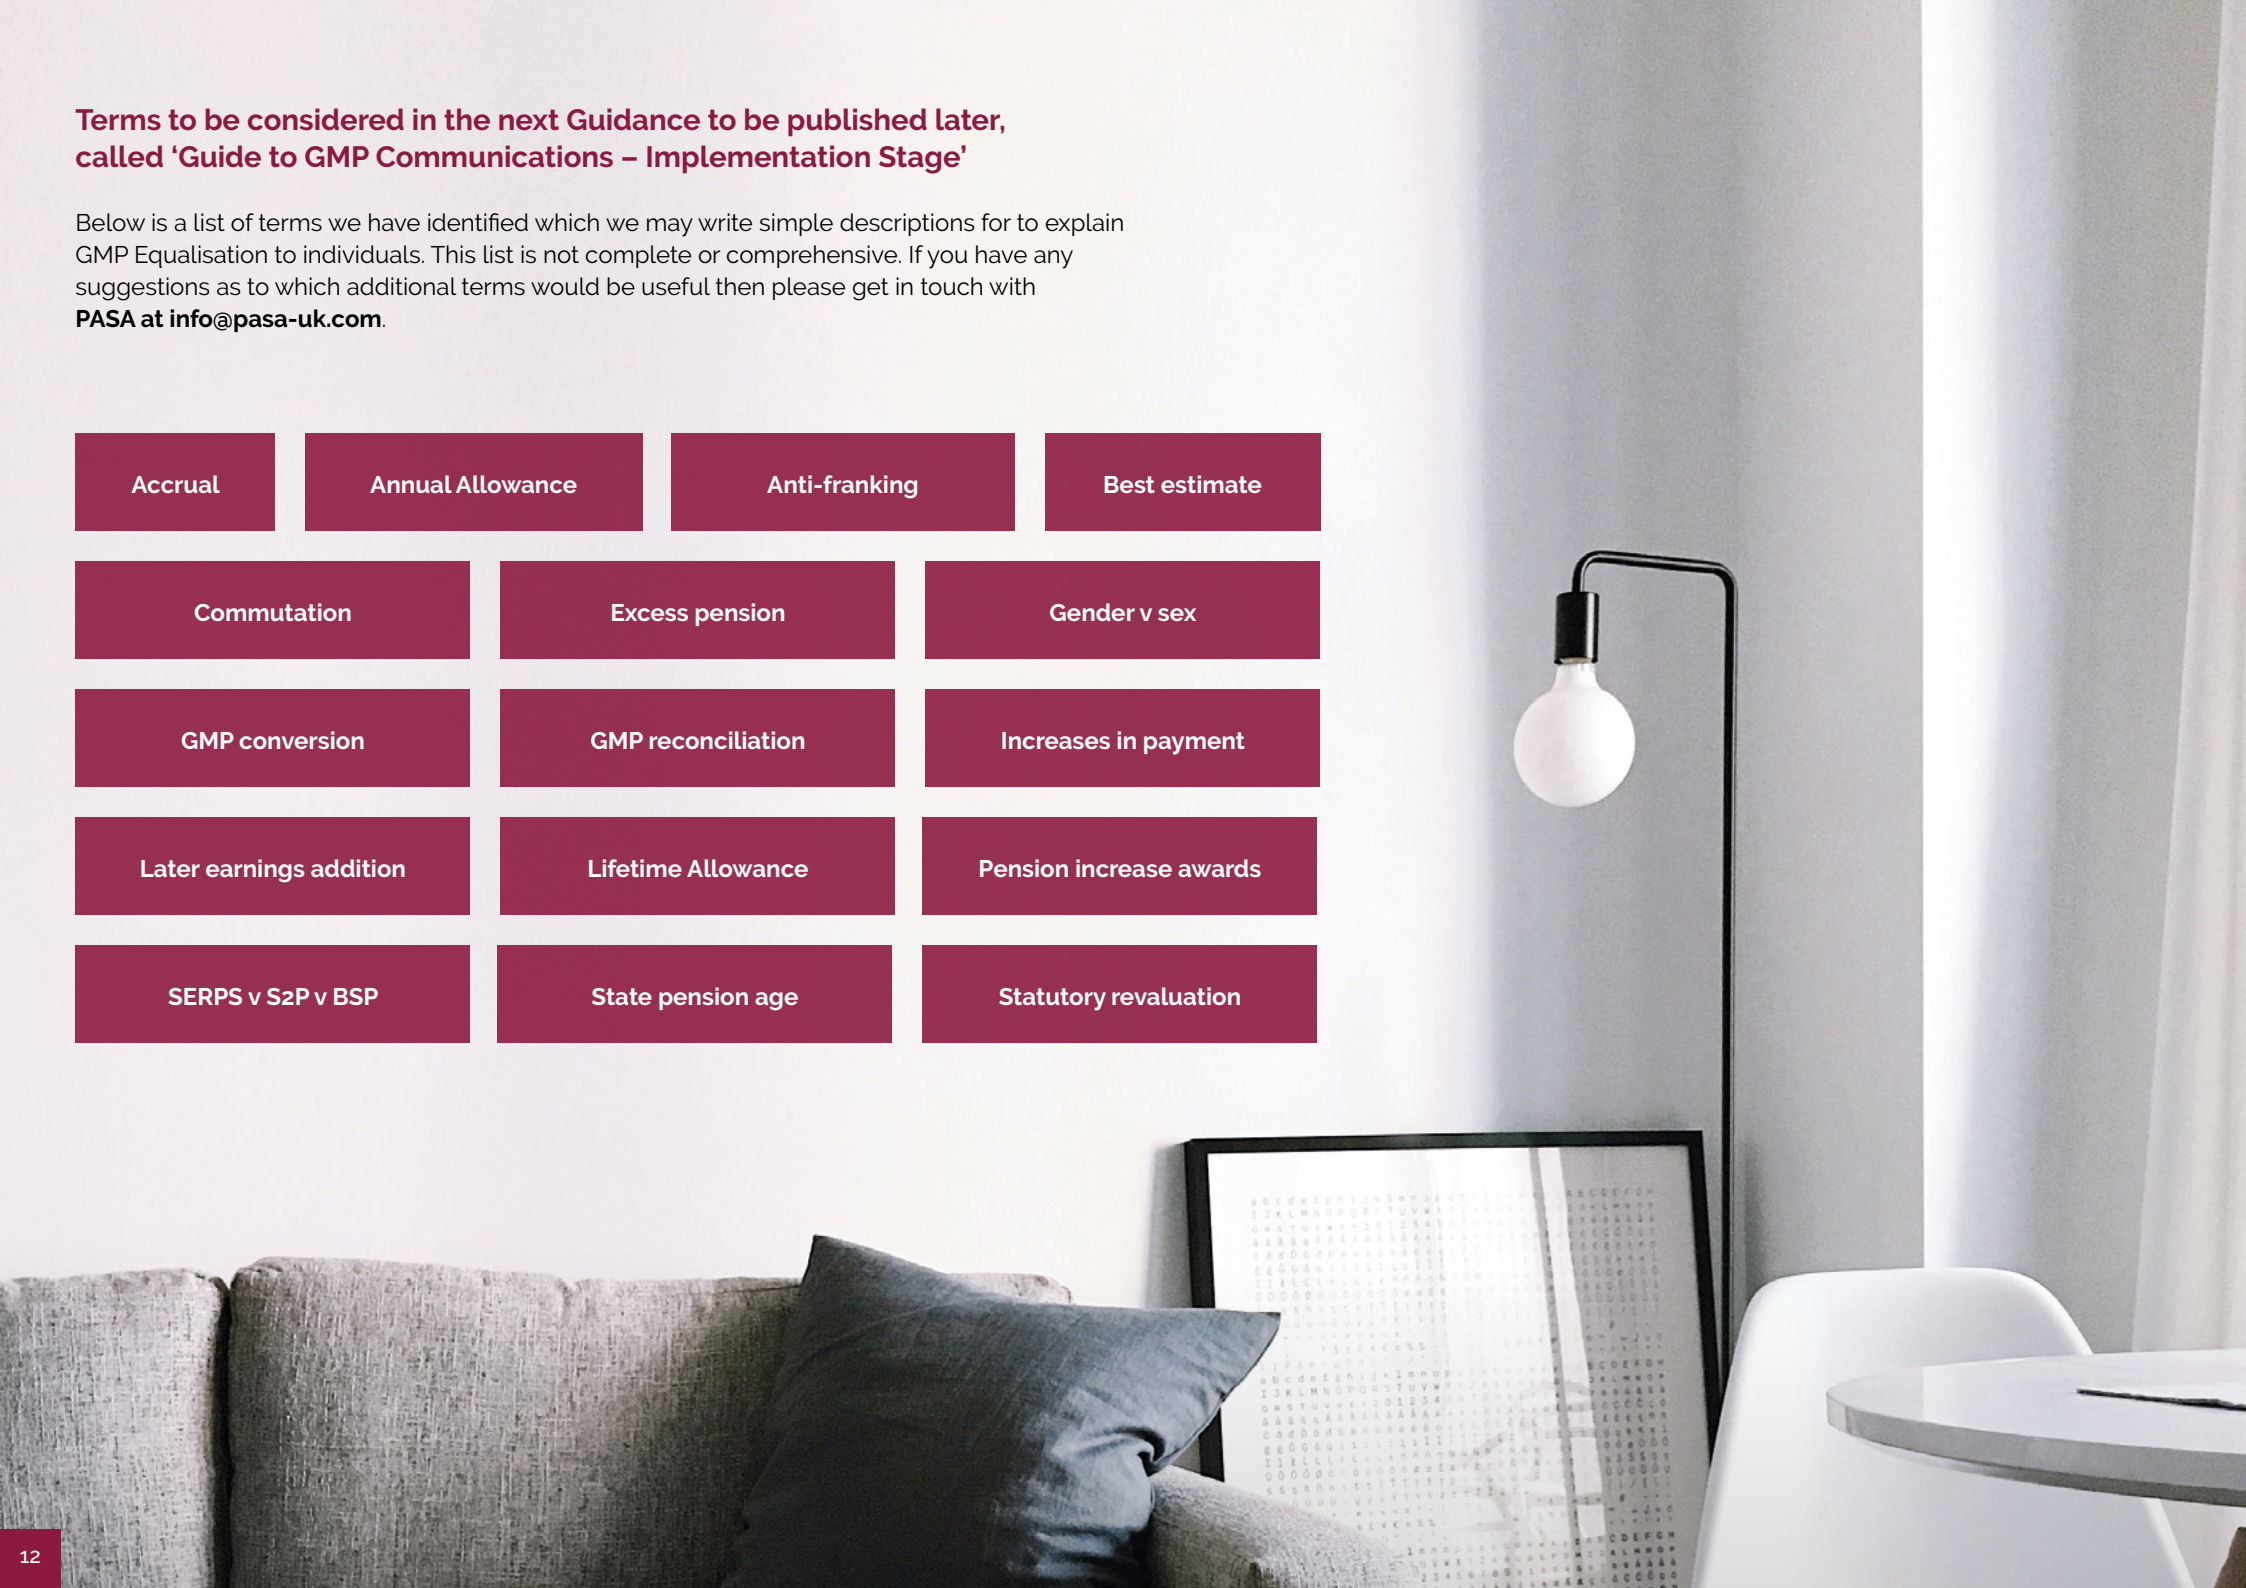 Terms to be considered in the next Guidance to be published later,
called ‘Guide to GMP Communications – Implementation Stage’
Below is a list of terms we have identified which we may write simple descriptions for to explain
GMP Equalisation to individuals. This list is not complete or comprehensive. If you have any
suggestions as to which additional terms would be useful then please get in touch with
PASA at info@pasa-uk.com.
Accrual
Annual Allowance
Anti-franking
Best estimate
Commutation
Excess pension
Gender v sex
GMP conversion
GMP reconciliation
Increases in payment
Later earnings addition
Lifetime Allowance
Pension increase awards
SERPS v S2P v BSP
State pension age
Statutory revaluation
12